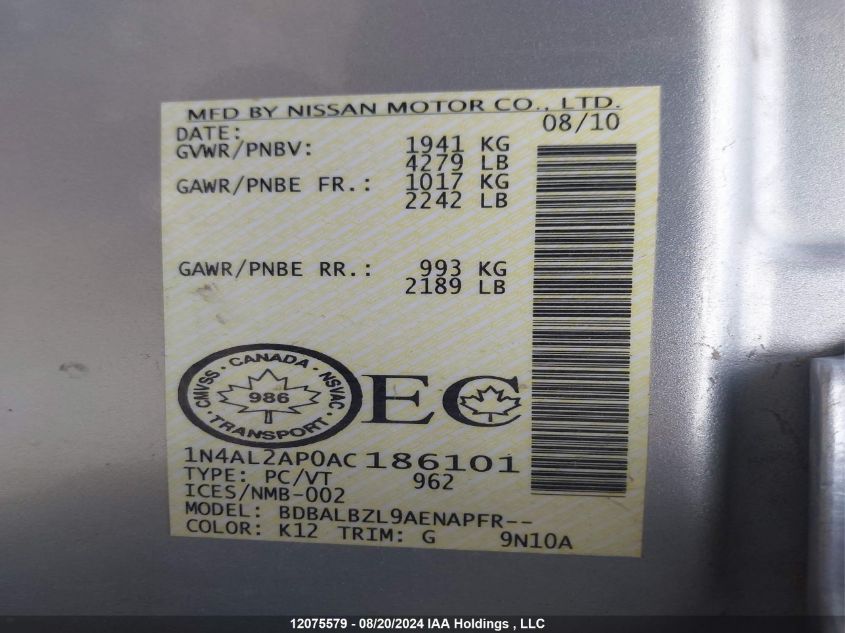 MFD BY NISSAN MOTOR CO., LTD.
DATE: 08/10
GVWR/PNBV: 1941 KG
4279 LB
GAWR/PNBE FR.: 1017 KG
2242 LB
GAWR/PNBE RR.: 993 KG
2189 LB
CMVSS · CANADA · NSVAC
986
TRANSPORT
EC
1N4AL2AP0AC186101
TYPE: PC/VT 962
ICES/NMB-002
MODEL: BDBALBZL9AENAPFR--
COLOR: K12 TRIM: G 9N10A
12075579 - 08/20/2024 IAA Holdings , LLC